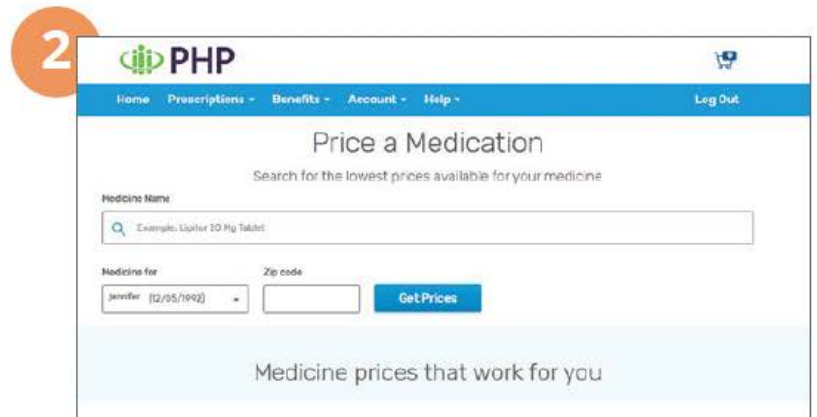 2
PHP
Home Prescriptions Benefits Account Help Log Out
Price a Medication
Search for the lowest prices available for your medicine
Medicine Name
Example: Lipitor 20 Mg Tablet
Medicine for Zip code
Jennifer (12/05/1992) Get Prices
Medicine prices that work for you